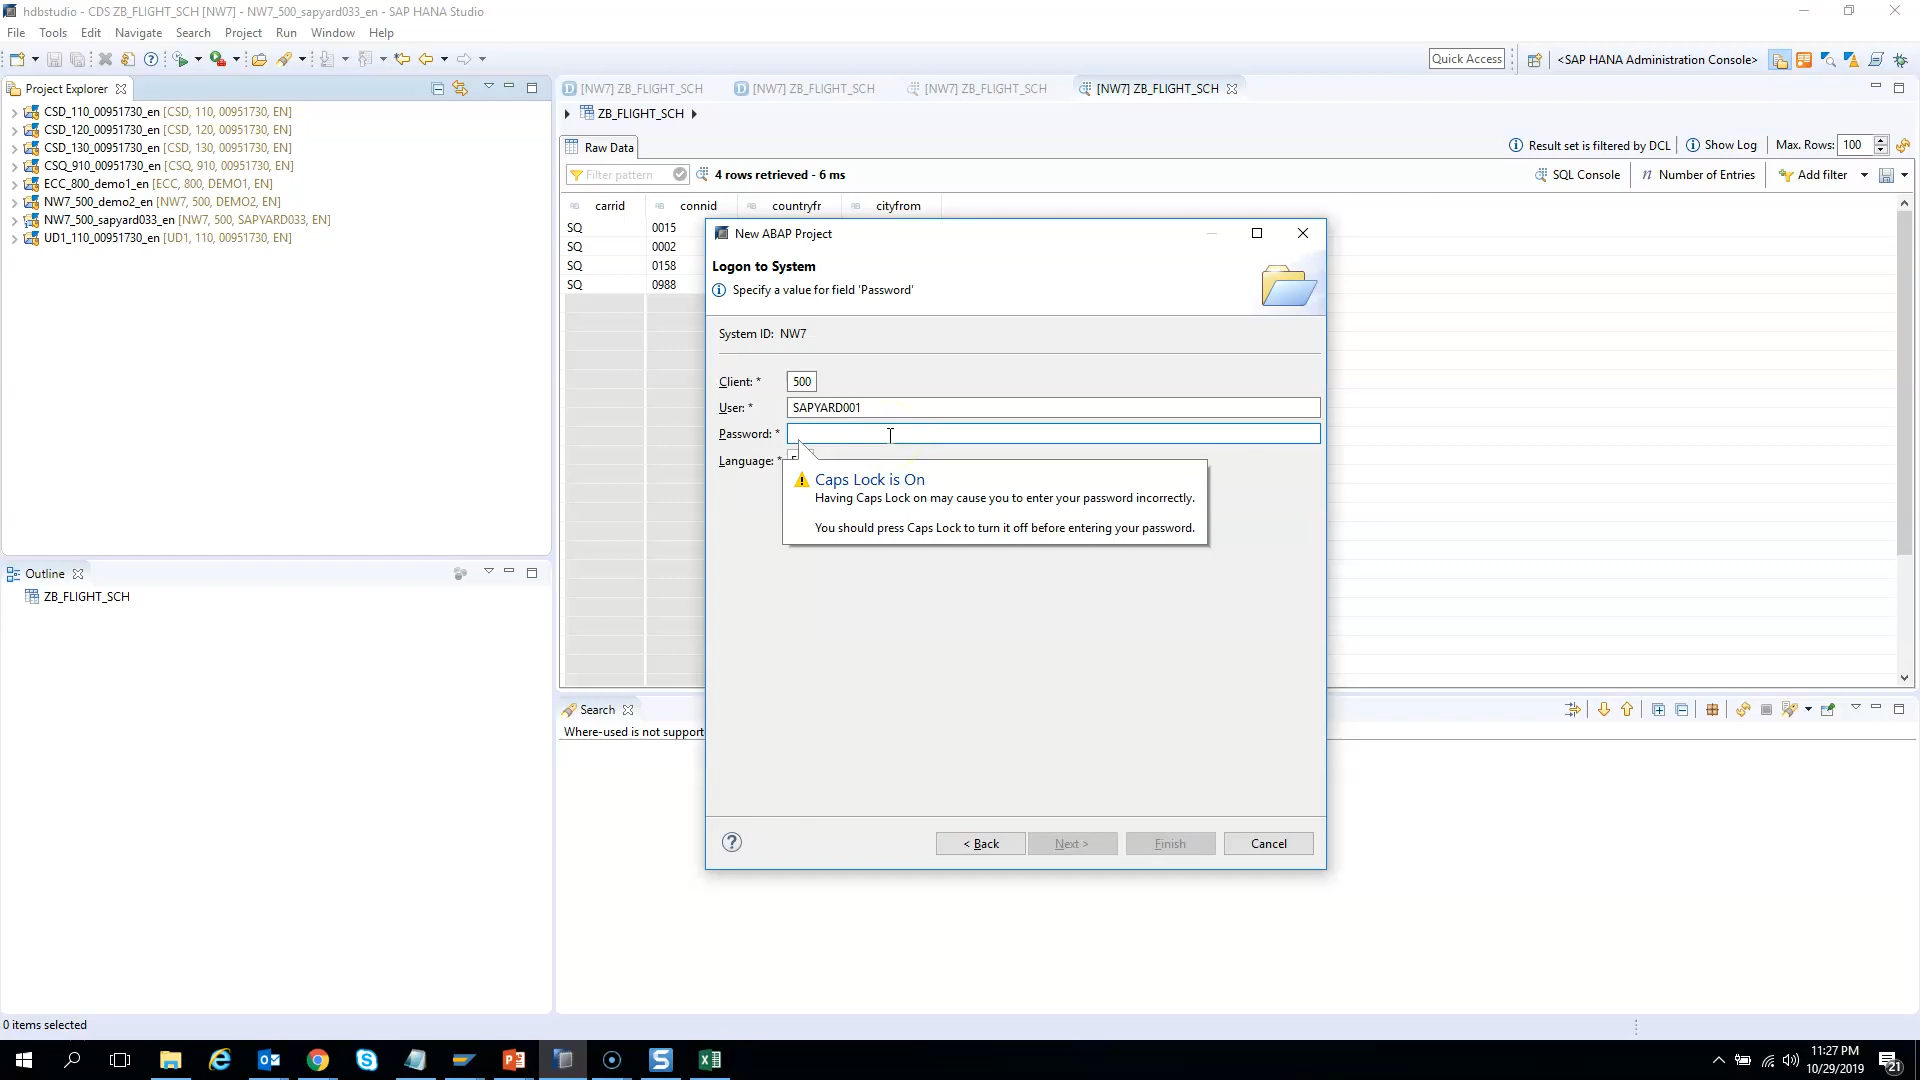 hdbstudio - CDS ZB_FLIGHT_SCH [NW7] - NW7_500_sapyard033_en - SAP HANA Studio
File Tools Edit Navigate Search Project Run Window Help
Quick Access
<SAP HANA Administration Console>
Project Explorer
CSD_110_00951730_en [CSD, 110, 00951730, EN]
CSD_120_00951730_en [CSD, 120, 00951730, EN]
CSD_130_00951730_en [CSD, 130, 00951730, EN]
CSQ_910_00951730_en [CSQ, 910, 00951730, EN]
ECC_800_demo1_en [ECC, 800, DEMO1, EN]
NW7_500_demo2_en [NW7, 500, DEMO2, EN]
NW7_500_sapyard033_en [NW7, 500, SAPYARD033, EN]
UD1_110_00951730_en [UD1, 110, 00951730, EN]
Outline
ZB_FLIGHT_SCH
[NW7] ZB_FLIGHT_SCH [NW7] ZB_FLIGHT_SCH [NW7] ZB_FLIGHT_SCH [NW7] ZB_FLIGHT_SCH
ZB_FLIGHT_SCH
Raw Data
Result set is filtered by DCL Show Log Max. Rows: 100
Filter pattern 4 rows retrieved - 6 ms SQL Console Number of Entries Add filter
carrid connid countryfr cityfrom
SQ 0015
SQ 0002
SQ 0158
SQ 0988
New ABAP Project
Logon to System
Specify a value for field 'Password'
System ID: NW7
Client: * 500
User: * SAPYARD001
Password: *
Language: *
Caps Lock is On
Having Caps Lock on may cause you to enter your password incorrectly.
You should press Caps Lock to turn it off before entering your password.
< Back Next > Finish Cancel
Search
Where-used is not support
0 items selected
11:27 PM
10/29/2019
21